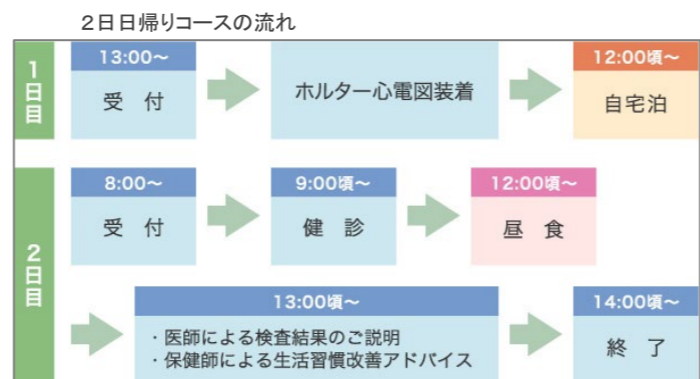 2日日帰りコースの流れ
1日目
13:00〜
受 付
ホルター心電図装着
12:00頃〜
自宅泊
2日目
8:00〜
受 付
9:00頃〜
健 診
12:00頃〜
昼 食
13:00頃〜
・医師による検査結果のご説明
・保健師による生活習慣改善アドバイス
14:00頃〜
終 了